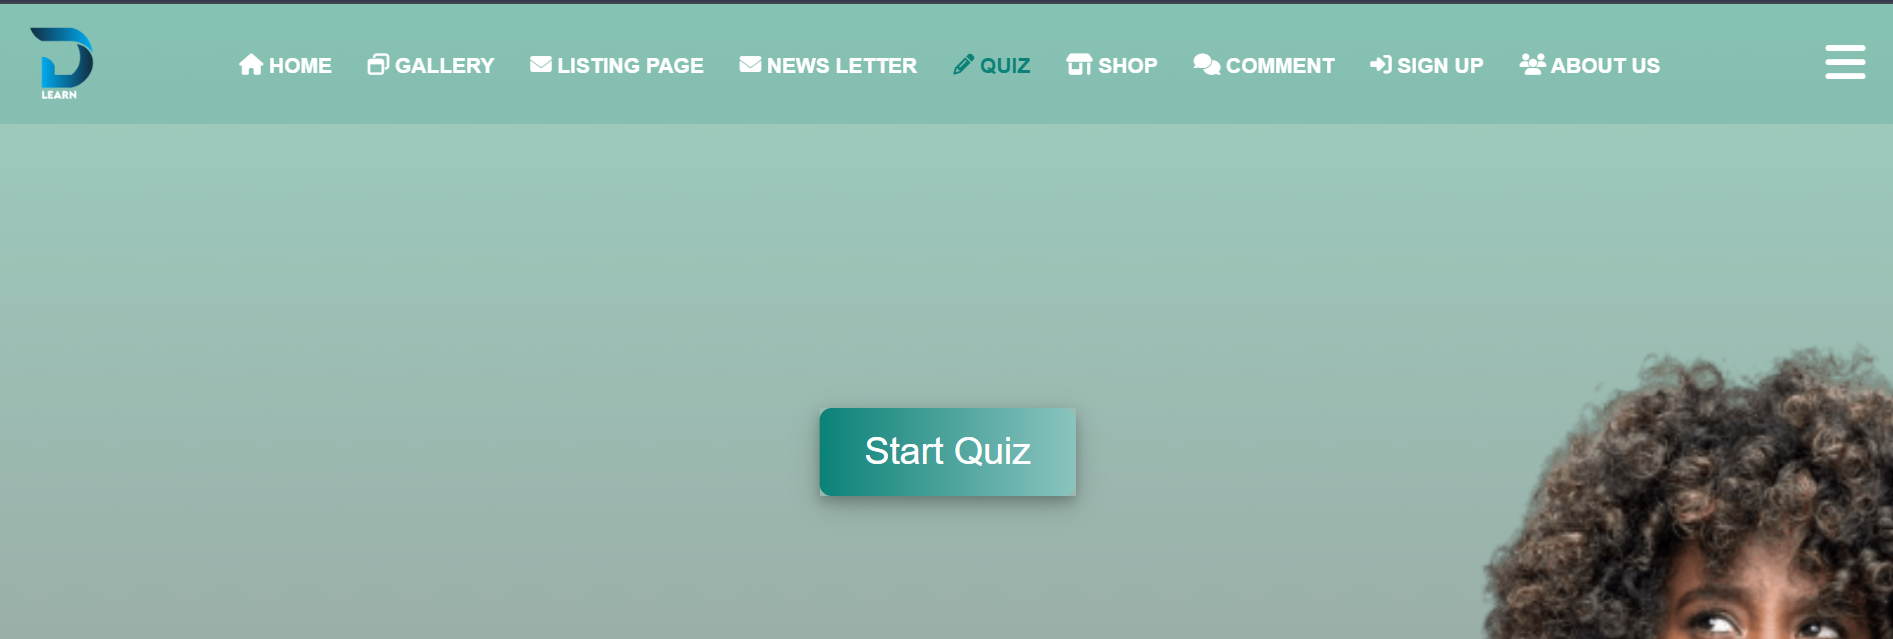 LEARN
HOME GALLERY LISTING PAGE NEWS LETTER QUIZ SHOP COMMENT SIGN UP ABOUT US
Start Quiz